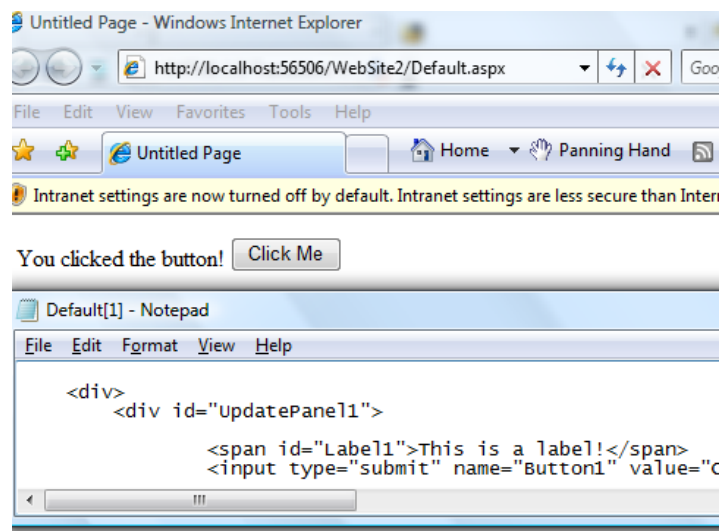 Untitled Page - Windows Internet Explorer
http://localhost:56506/WebSite2/Default.aspx
File Edit View Favorites Tools Help
Untitled Page Home Panning Hand
Intranet settings are now turned off by default. Intranet settings are less secure than
You clicked the button! Click Me
Default[1] - Notepad
File Edit Format View Help
<div>
<div id="UpdatePanel1">
<span id="Label1">This is a label!</span>
<input type="submit" name="Button1" value="